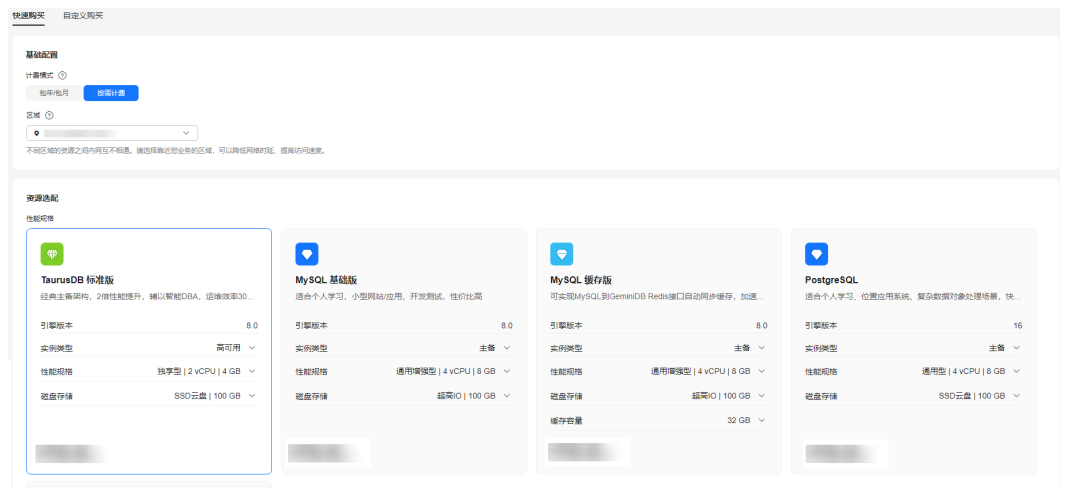 快速购买 自定义购买
基础配置
计费模式
包年/包月 按需计费
区域
不同区域的资源之间内网互不相通。请选择靠近您业务的区域，可以降低网络时延、提高访问速度。
资源选配
性能规格
TaurusDB 标准版
经典主备架构，2倍性能提升，辅以智能DBA，运维效率30...
引擎版本 8.0
实例类型 高可用
性能规格 独享型 | 2 vCPU | 4 GB
磁盘存储 SSD云盘 | 100 GB
MySQL 基础版
适合个人学习，小型网站/应用，开发测试，性价比高
引擎版本 8.0
实例类型 主备
性能规格 通用增强型 | 4 vCPU | 8 GB
磁盘存储 超高IO | 100 GB
MySQL 缓存版
可实现MySQL到GeminiDB Redis接口自动同步缓存，加速...
引擎版本 8.0
实例类型 主备
性能规格 通用增强型 | 4 vCPU | 8 GB
磁盘存储 超高IO | 100 GB
缓存容量 32 GB
PostgreSQL
适合个人学习、位置应用系统、复杂数据对象处理场景，快...
引擎版本 16
实例类型 主备
性能规格 通用型 | 4 vCPU | 8 GB
磁盘存储 SSD云盘 | 100 GB